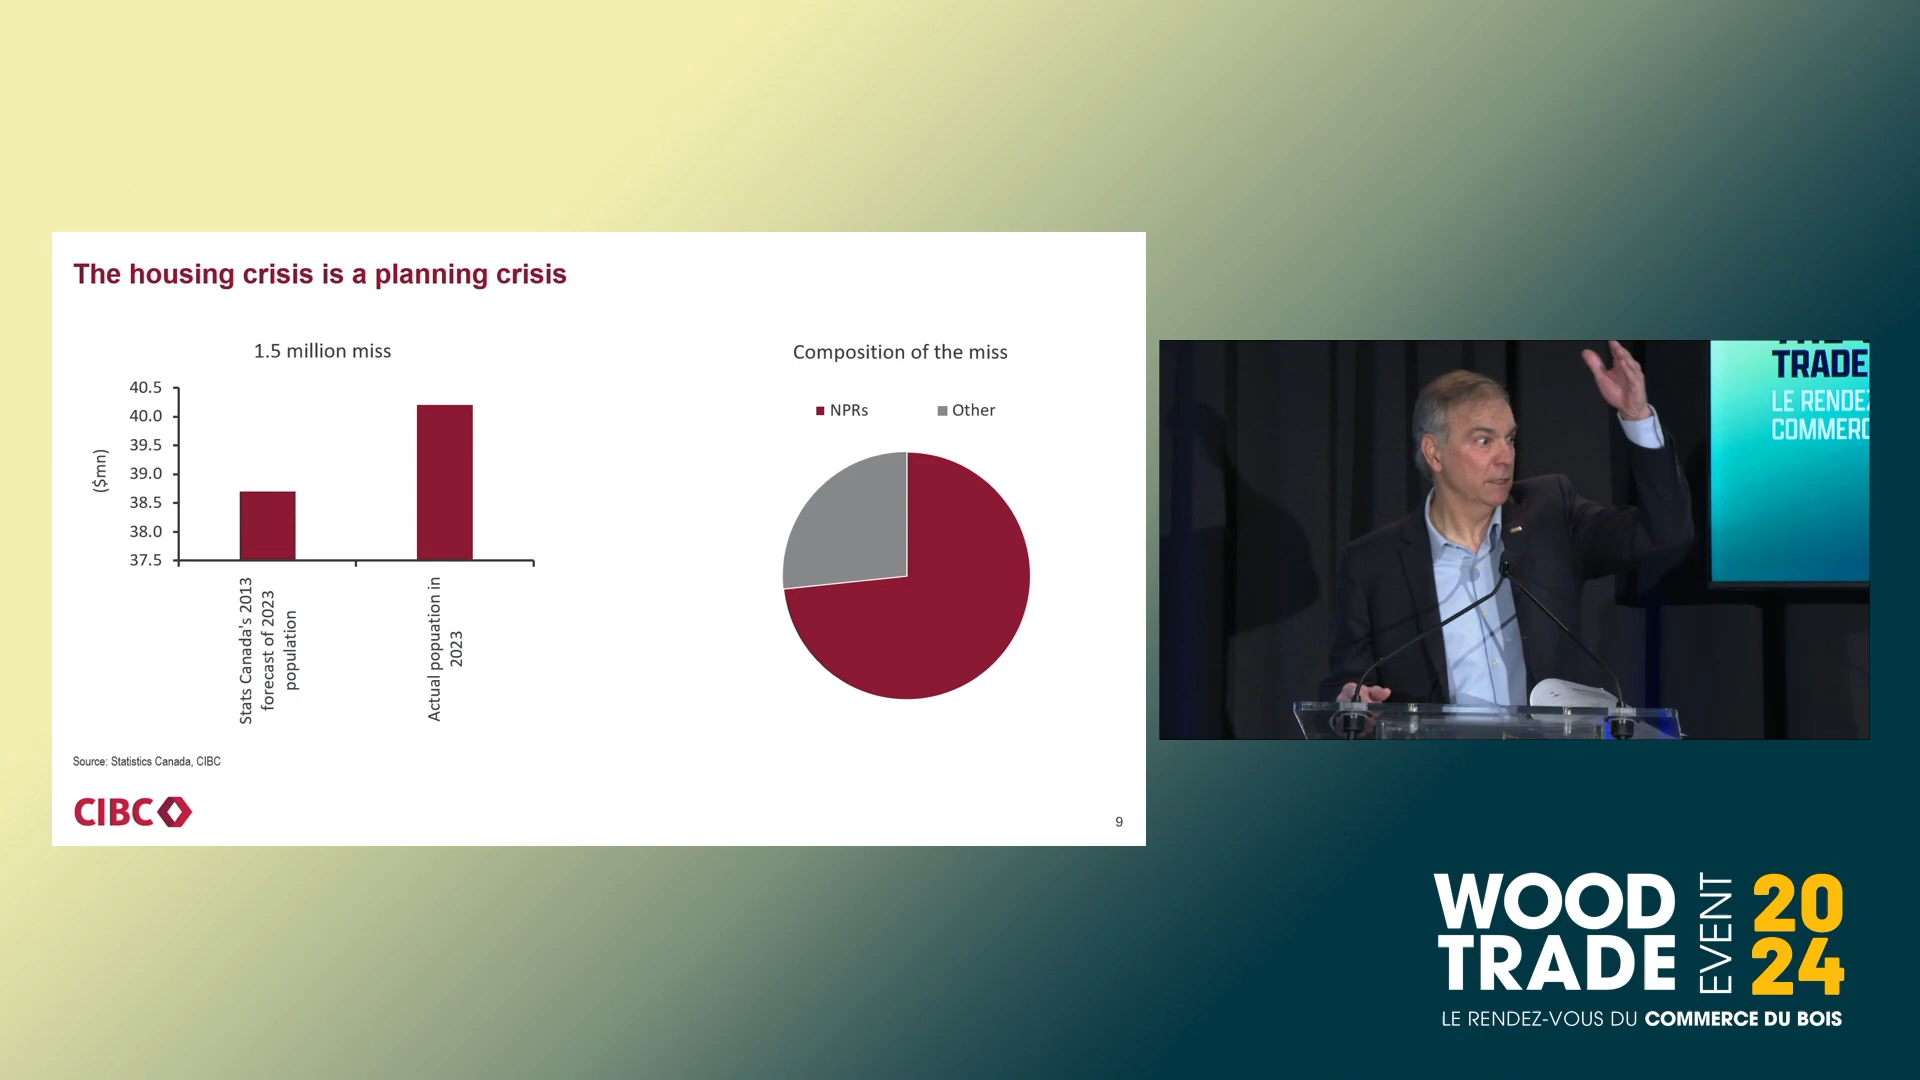 The housing crisis is a planning crisis
1.5 million miss
40.5
40.0
39.5
39.0
38.5
38.0
37.5
($mn)
Stats Canada's 2013
forecast of 2023
population
Actual popuation in
2023
Composition of the miss
NPRs
Other
Source: Statistics Canada, CIBC
CIBC
9
TRADE
LE RENDEZ
COMMERC
WOOD
TRADE
EVENT
20
24
LE RENDEZ-VOUS DU COMMERCE DU BOIS